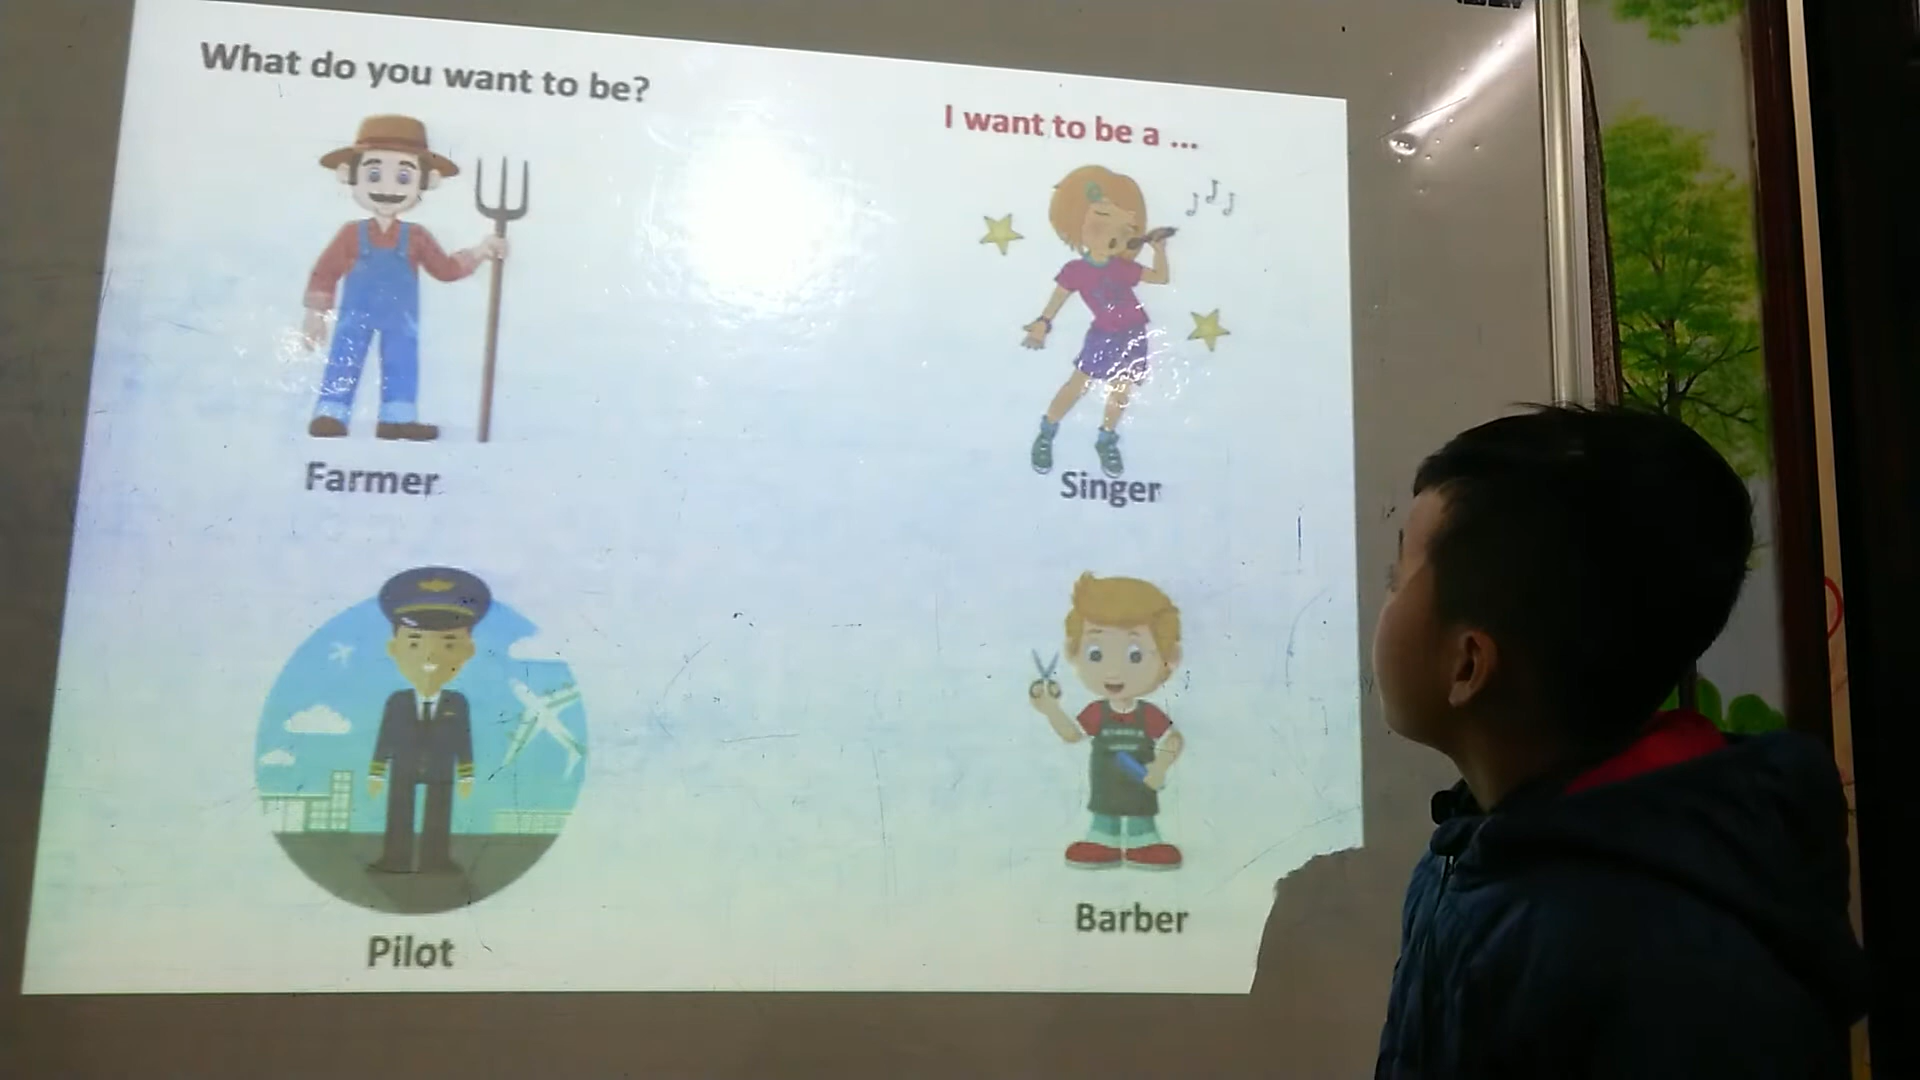 What do you want to be?
I want to be a ...
Farmer
Singer
Pilot
Barber